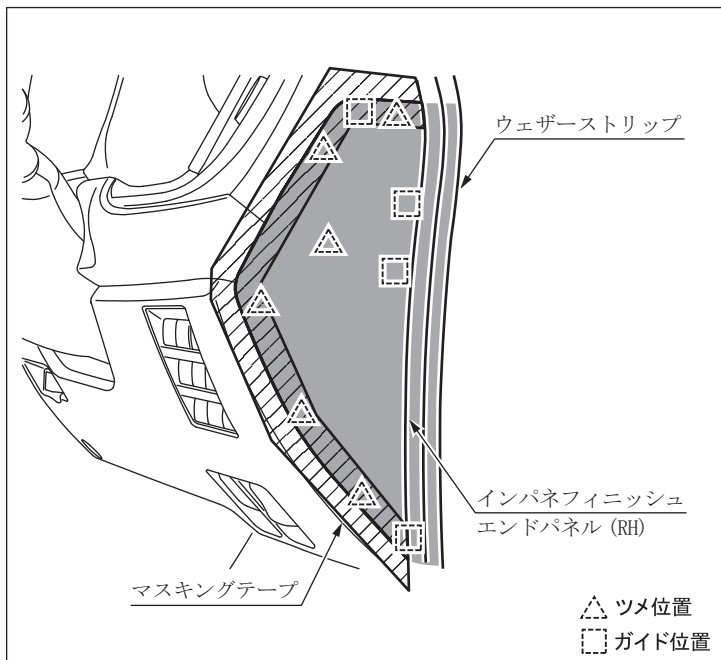 ウェザーストリップ
インパネフィニッシュ
エンドパネル (RH)
マスキングテープ
ツメ位置
ガイド位置